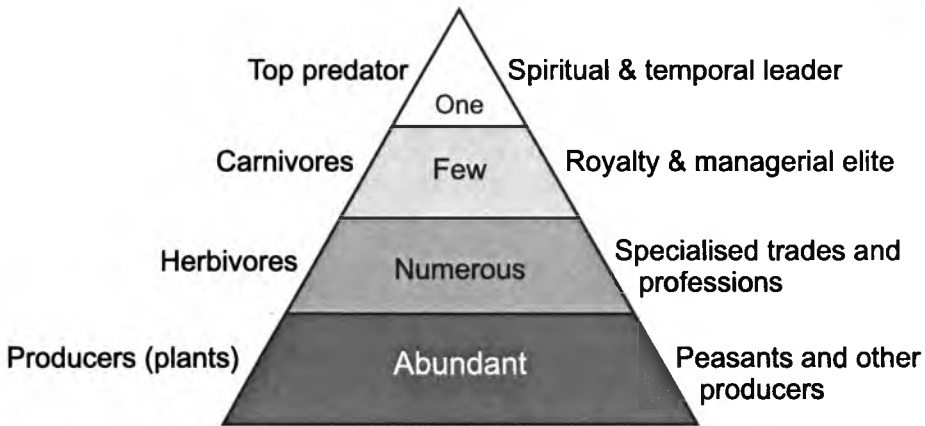 Top predator
Spiritual & temporal leader
One
Carnivores
Few
Royalty & managerial elite
Herbivores
Numerous
Specialised trades and
professions
Producers (plants)
Abundant
Peasants and other
producers